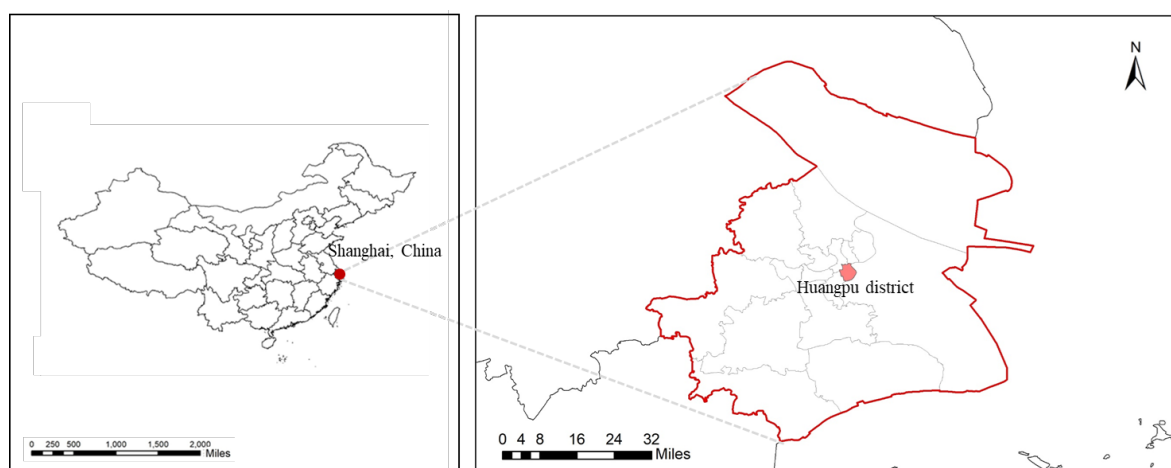 Shanghai, China
0 250 500 1,000 1,500 2,000
Miles
N
Huangpu district
0 4 8 16 24 32
Miles